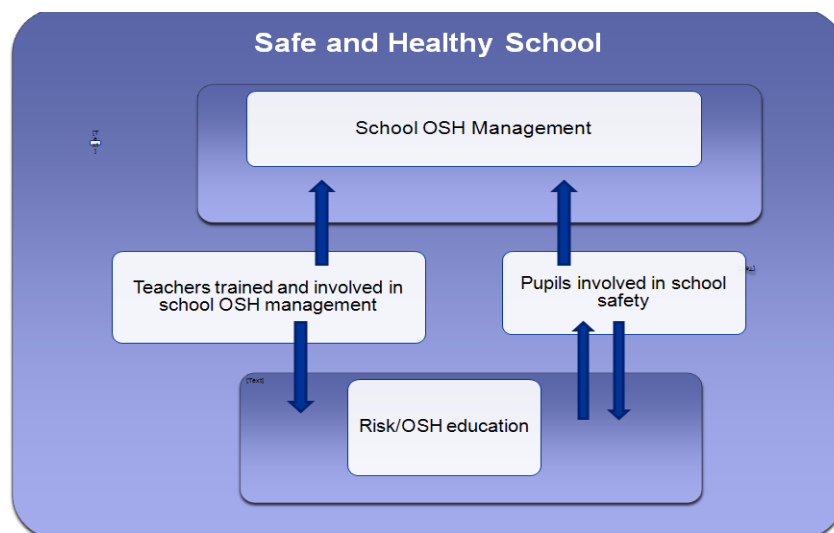 Safe and Healthy School
School OSH Management
Teachers trained and involved in
school OSH management
Pupils involved in school
safety
[Text]
Risk/OSH education